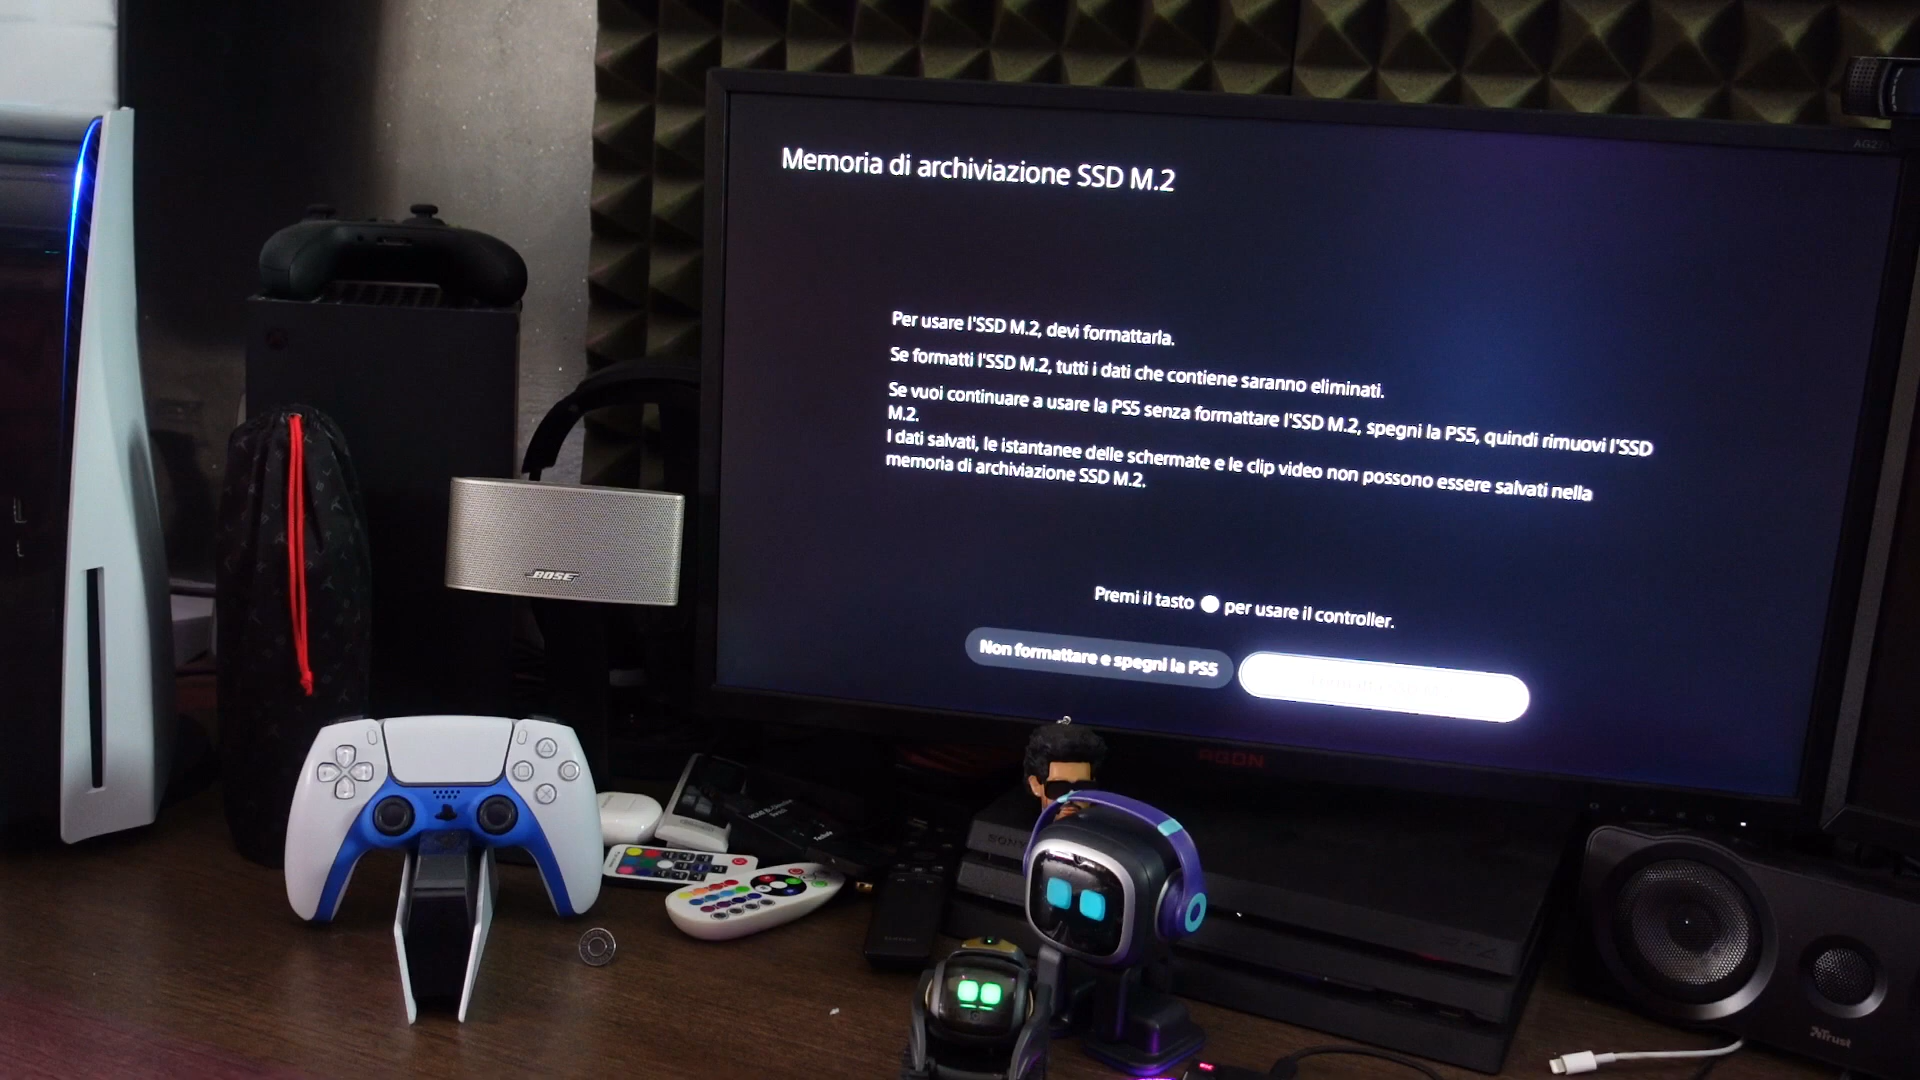 Memoria di archiviazione SSD M.2
Per usare l'SSD M.2, devi formattarla.
Se formatti l'SSD M.2, tutti i dati che contiene saranno eliminati.
Se vuoi continuare a usare la PS5 senza formattare l'SSD M.2, spegni la PS5, quindi rimuovi l'SSD
M.2.
I dati salvati, le istantanee delle schermate e le clip video non possono essere salvati nella
memoria di archiviazione SSD M.2.
Premi il tasto per usare il controller.
Non formattare e spegni la PS5
BOSE
AGON
SONY
Trust